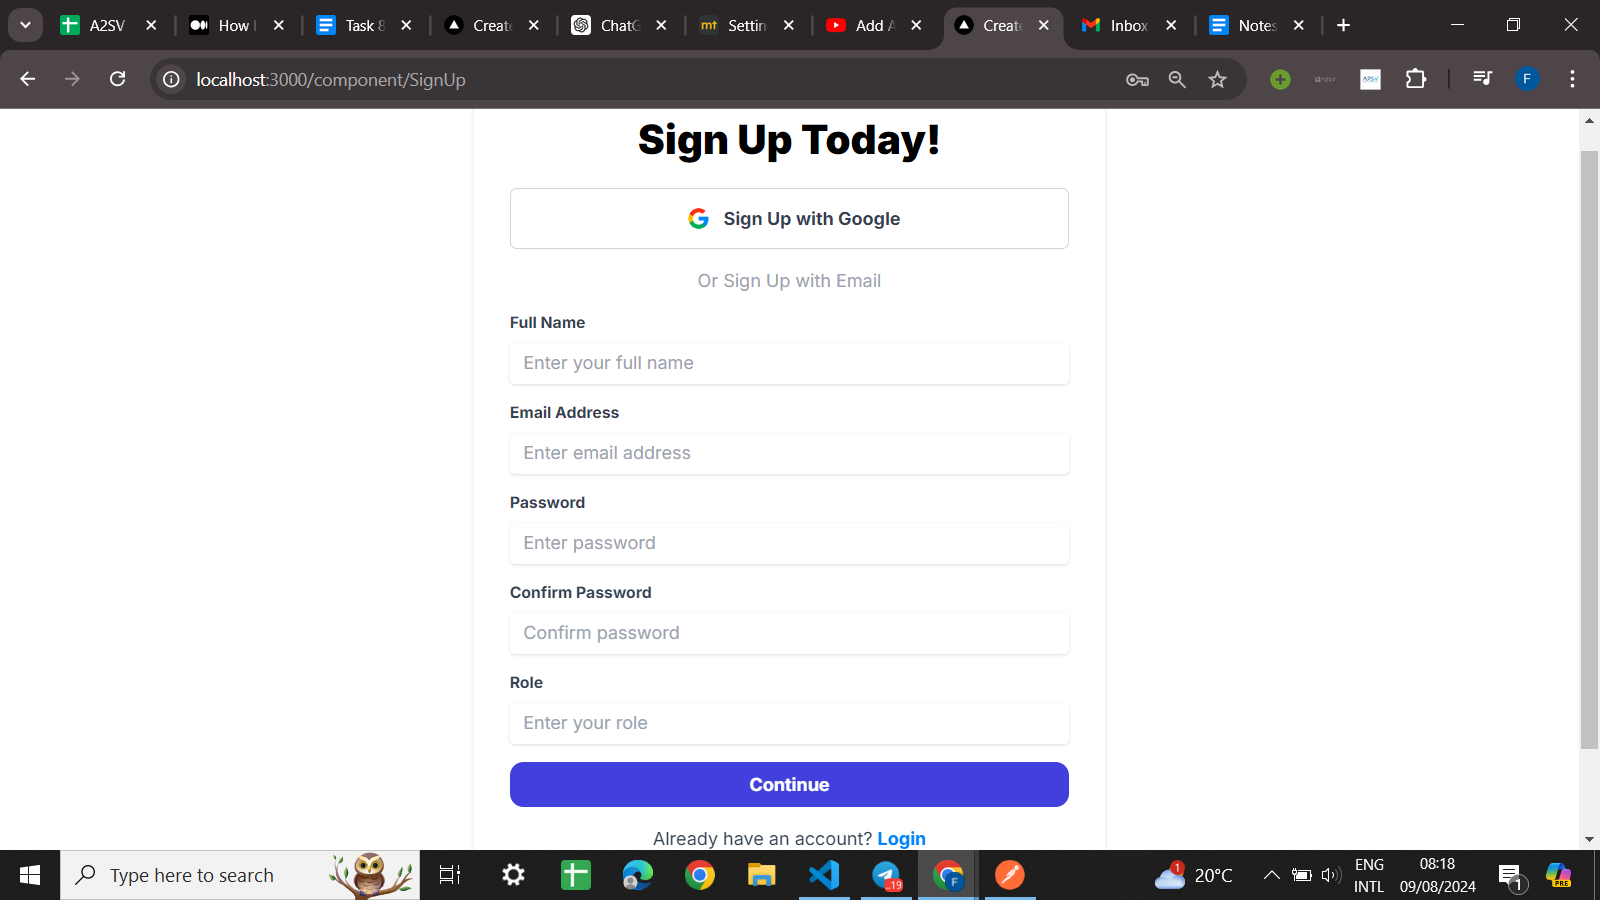 A2SV
How I
Task 8
Create
ChatG
Settin
Add A
Create
Inbox
Notes
localhost:3000/component/SignUp
A2SV
F
Sign Up Today!
Sign Up with Google
Or Sign Up with Email
Full Name
Enter your full name
Email Address
Enter email address
Password
Enter password
Confirm Password
Confirm password
Role
Enter your role
Continue
Already have an account? Login
Type here to search
..19
F
1
20°C
ENG
INTL
08:18
09/08/2024
1
PRE